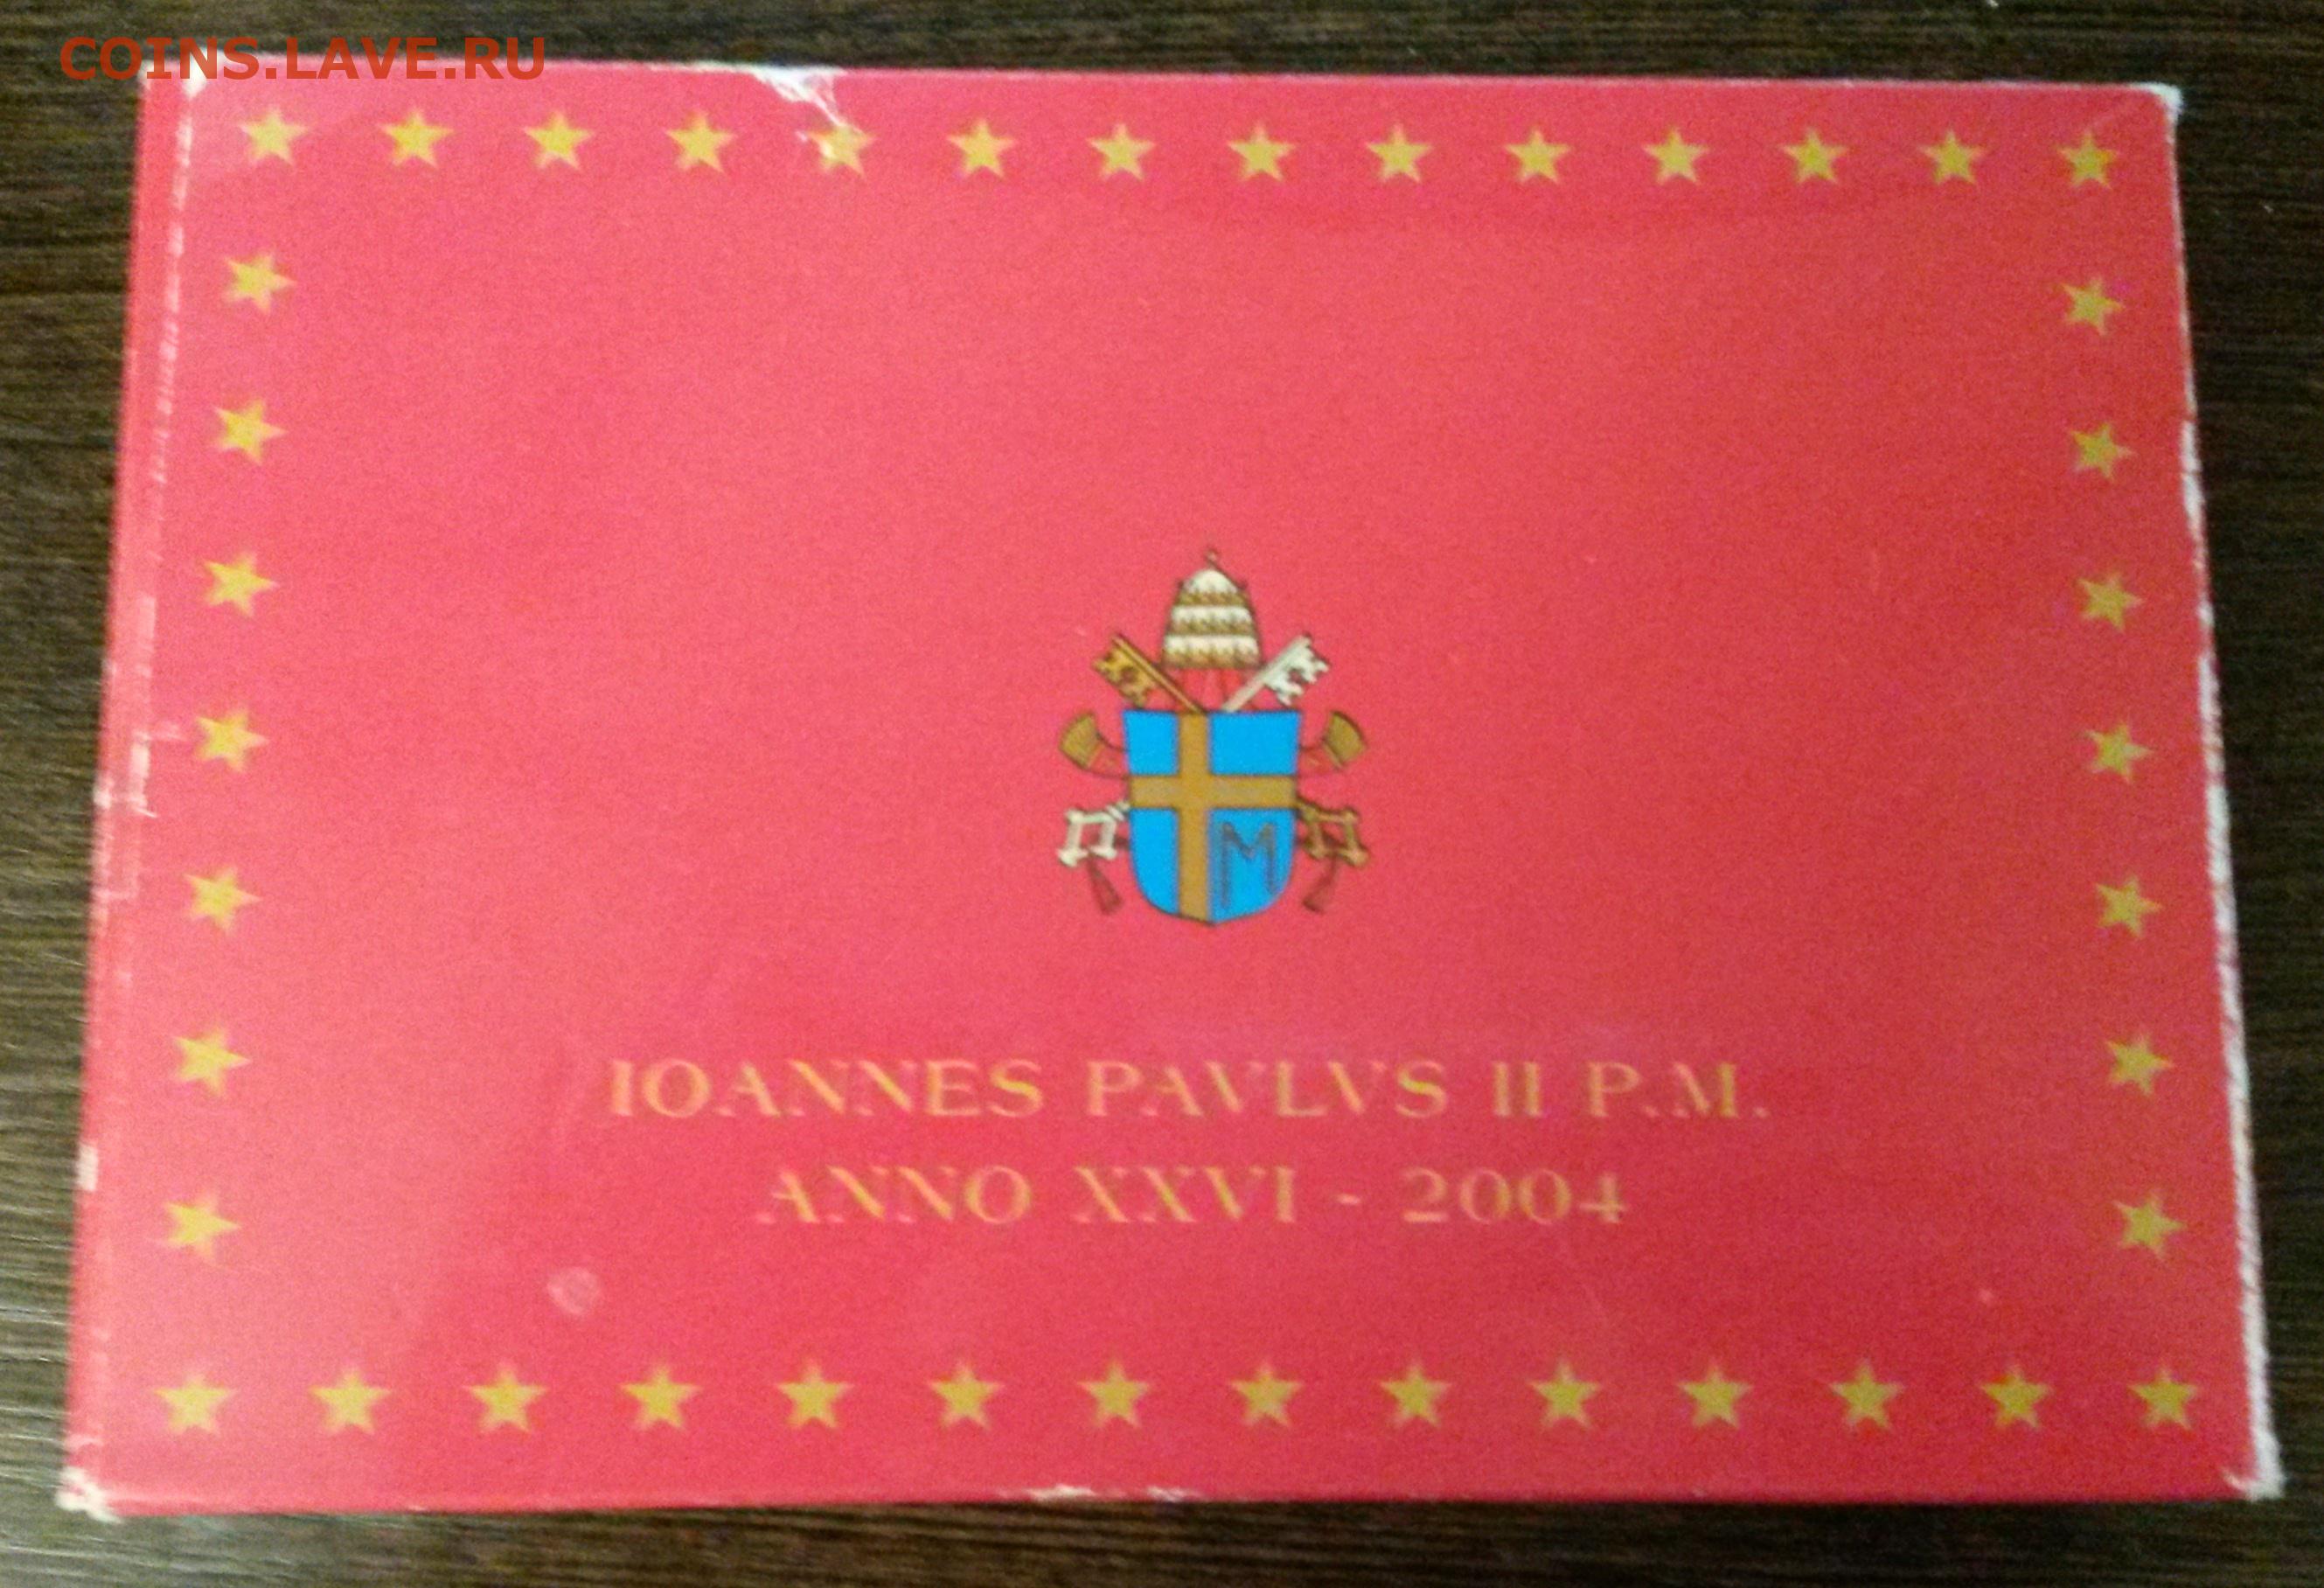 COINS.LAVE.RU
M
IOANNES PAVLVS II P.M.
ANNO XXVI - 2004